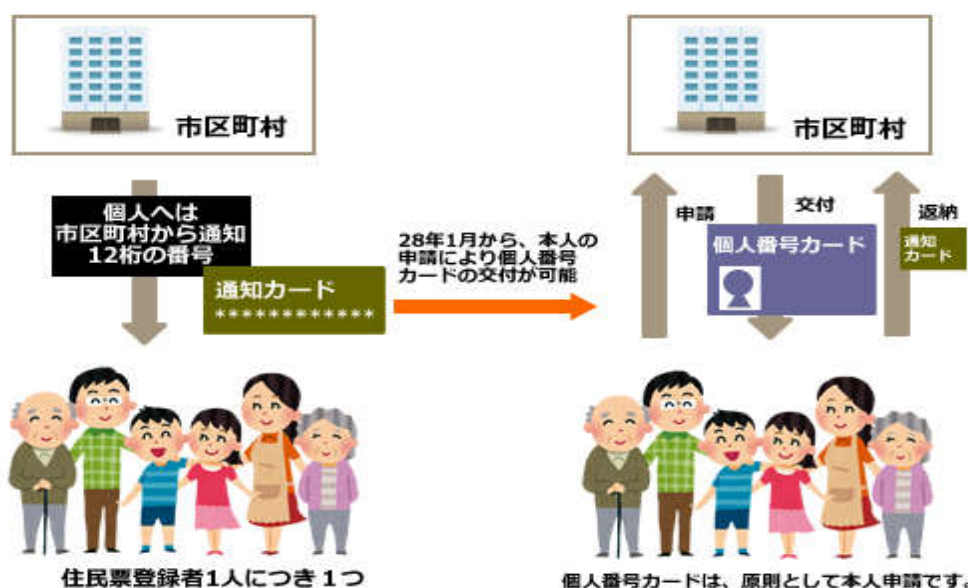 市区町村
個人へは
市区町村から通知
12桁の番号
通知カード
************
住民票登録者1人につき１つ
28年1月から、本人の
申請により個人番号
カードの交付が可能
市区町村
申請
交付
返納
個人番号カード
通知
カード
個人番号カードは、原則として本人申請です。